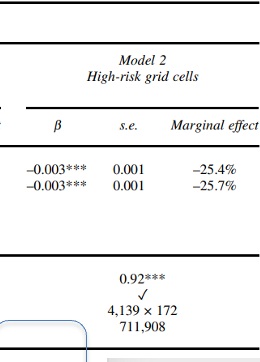 Model 2
High-risk grid cells
β s.e. Marginal effect
–0.003*** 0.001 –25.4%
–0.003*** 0.001 –25.7%
0.92***
✓
4,139 × 172
711,908